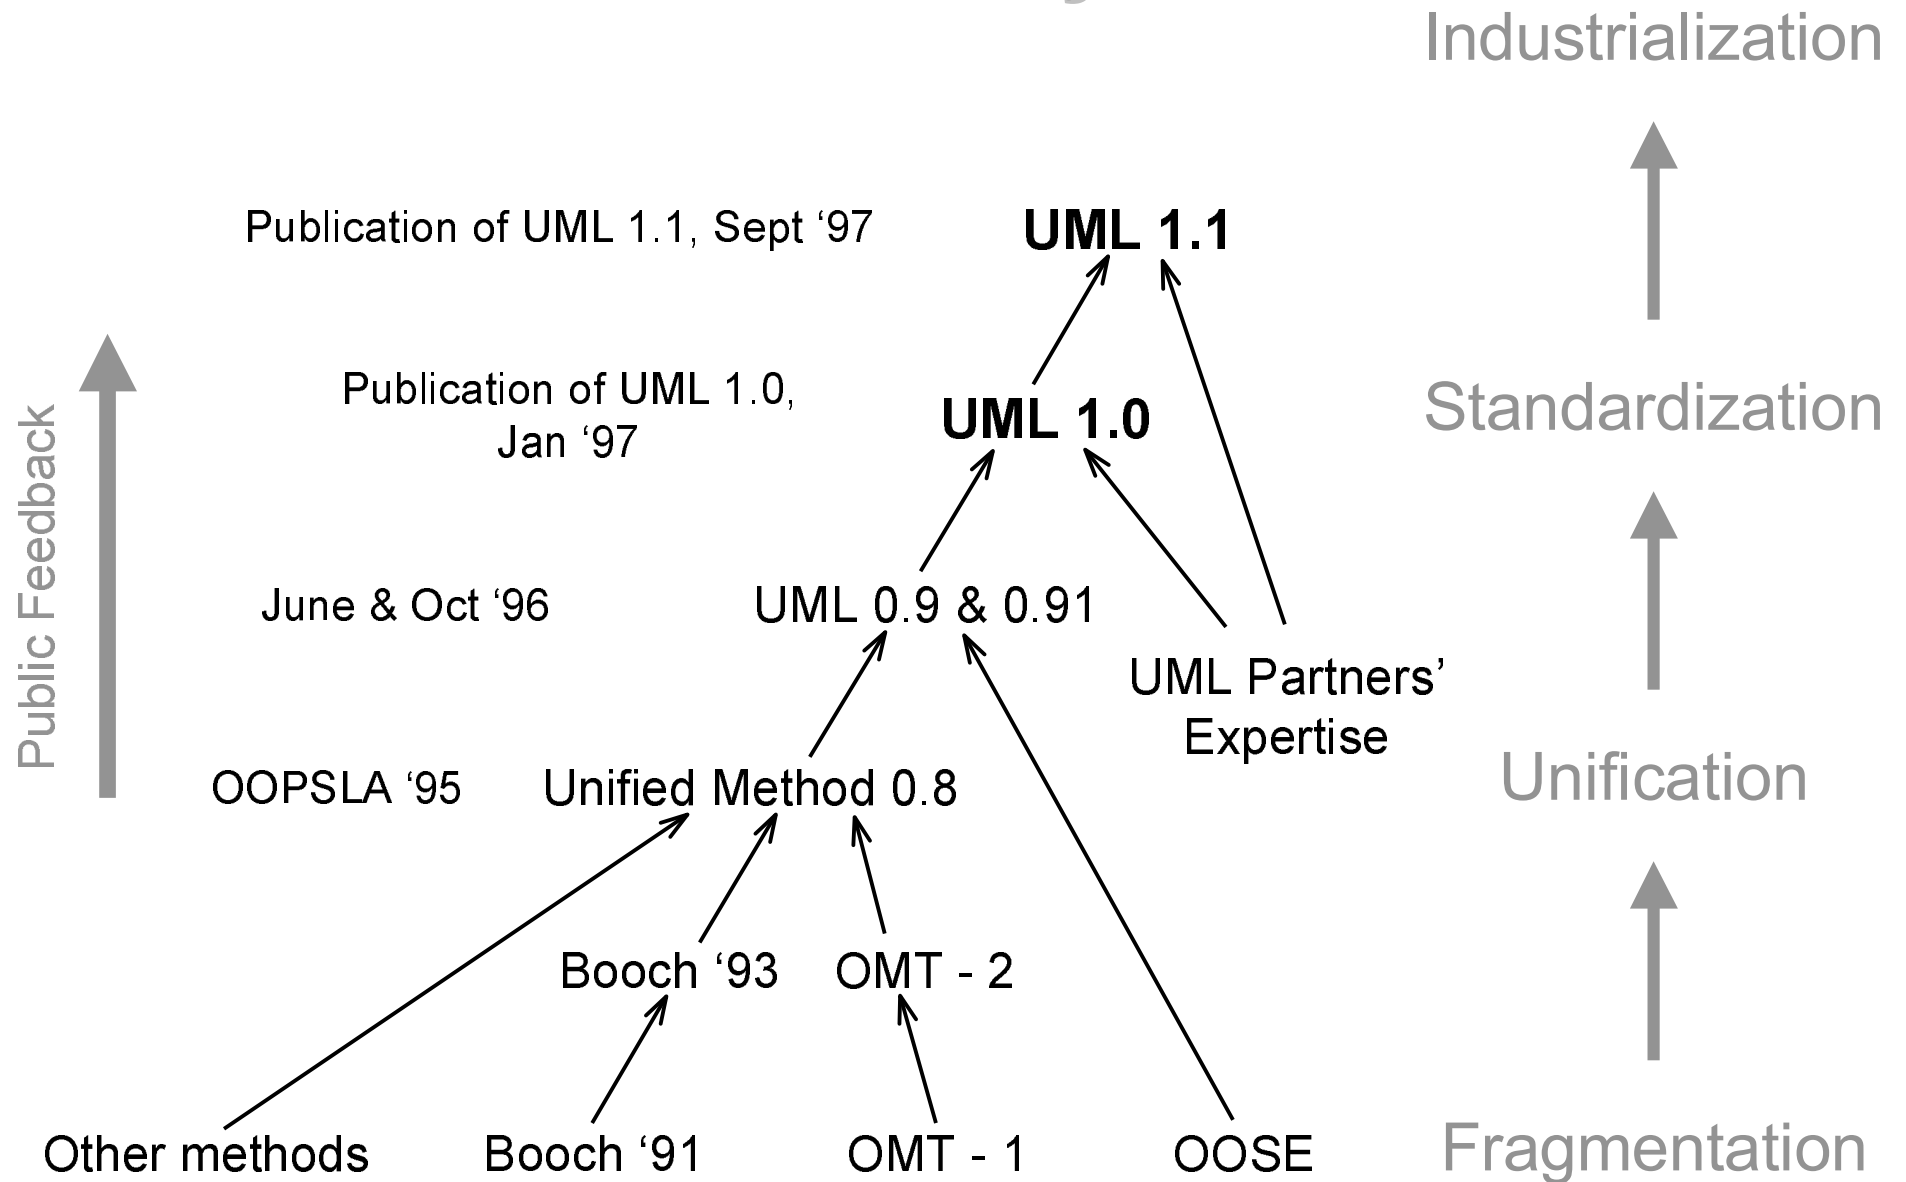 Industrialization
Publication of UML 1.1, Sept ‘97
UML 1.1
Publication of UML 1.0,
Jan ‘97
UML 1.0
Standardization
Public Feedback
June & Oct ‘96
UML 0.9 & 0.91
UML Partners’
Expertise
OOPSLA ‘95
Unified Method 0.8
Unification
Booch ‘93
OMT - 2
Other methods
Booch ‘91
OMT - 1
OOSE
Fragmentation